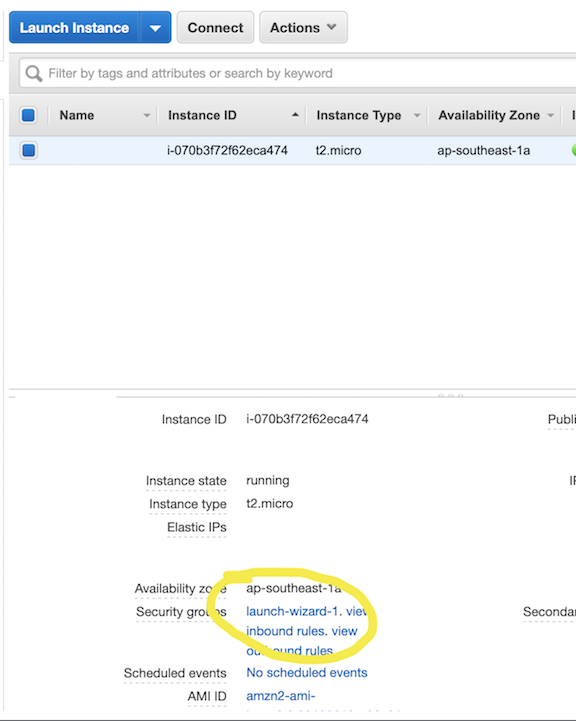 Launch Instance Connect Actions
Filter by tags and attributes or search by keyword
Name Instance ID Instance Type Availability Zone
i-070b3f72f62eca474 t2.micro ap-southeast-1a
Instance ID i-070b3f72f62eca474 Publi
Instance state running
Instance type t2.micro
Elastic IPs
Availability zone ap-southeast-1a
Security groups launch-wizard-1. view Secondar
inbound rules. view
outbound rules
Scheduled events No scheduled events
AMI ID amzn2-ami-